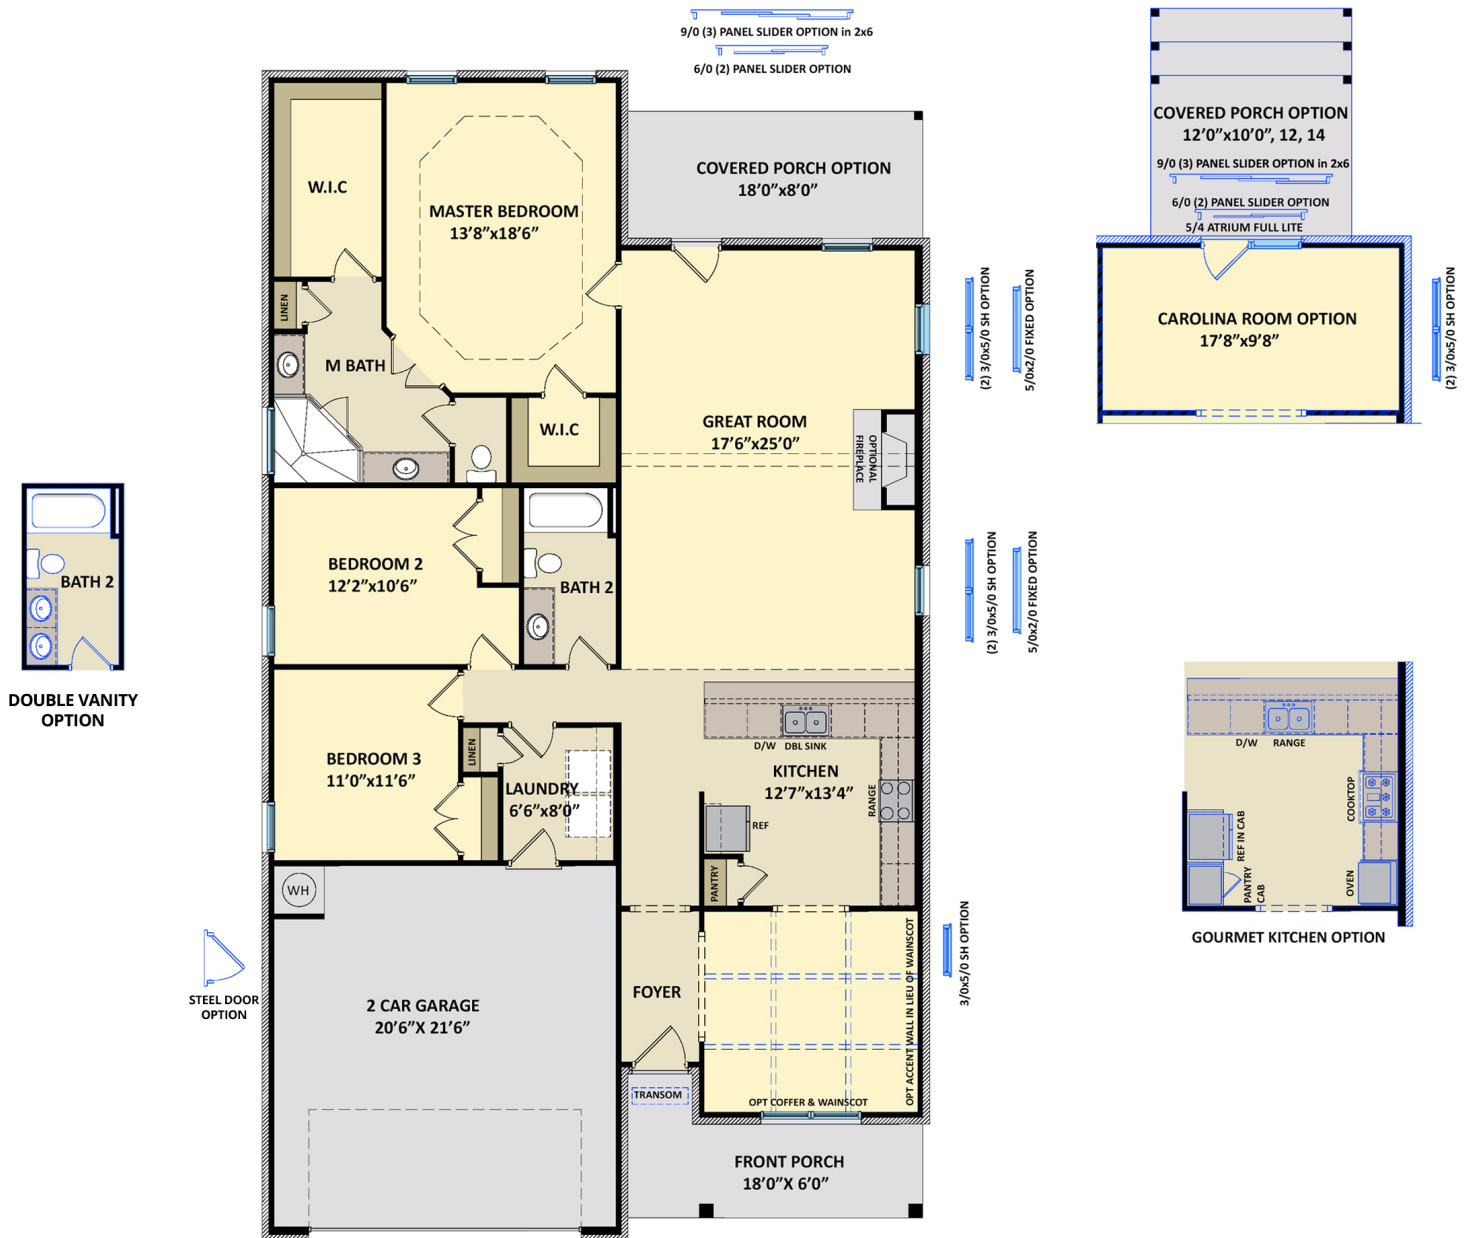 9/0 (3) PANEL SLIDER OPTION in 2x6
6/0 (2) PANEL SLIDER OPTION
W.I.C
MASTER BEDROOM
13’8”x18’6”
COVERED PORCH OPTION
18’0”x8’0”
LINEN
M BATH
W.I.C
GREAT ROOM
17’6”x25’0”
OPTIONAL
FIREPLACE
(2) 3/0x5/0 SH OPTION
5/0x2/0 FIXED OPTION
COVERED PORCH OPTION
12’0”x10’0”, 12, 14
9/0 (3) PANEL SLIDER OPTION in 2x6
6/0 (2) PANEL SLIDER OPTION
5/4 ATRIUM FULL LITE
CAROLINA ROOM OPTION
17’8”x9’8”
(2) 3/0x5/0 SH OPTION
BATH 2
DOUBLE VANITY
OPTION
BEDROOM 2
12’2”x10’6”
BATH 2
(2) 3/0x5/0 SH OPTION
5/0x2/0 FIXED OPTION
BEDROOM 3
11’0”x11’6”
LINEN
LAUNDRY
6’6”x8’0”
D/W DBL SINK
KITCHEN
12’7”x13’4”
RANGE
REF
PANTRY
D/W RANGE
COOKTOP
REF IN CAB
PANTRY
CAB
OVEN
GOURMET KITCHEN OPTION
WH
STEEL DOOR
OPTION
2 CAR GARAGE
20’6”X 21’6”
FOYER
TRANSOM
OPT COFFER & WAINSCOT
OPT ACCENT WALL IN LIEU OF WAINSCOT
3/0x5/0 SH OPTION
FRONT PORCH
18’0”X 6’0”